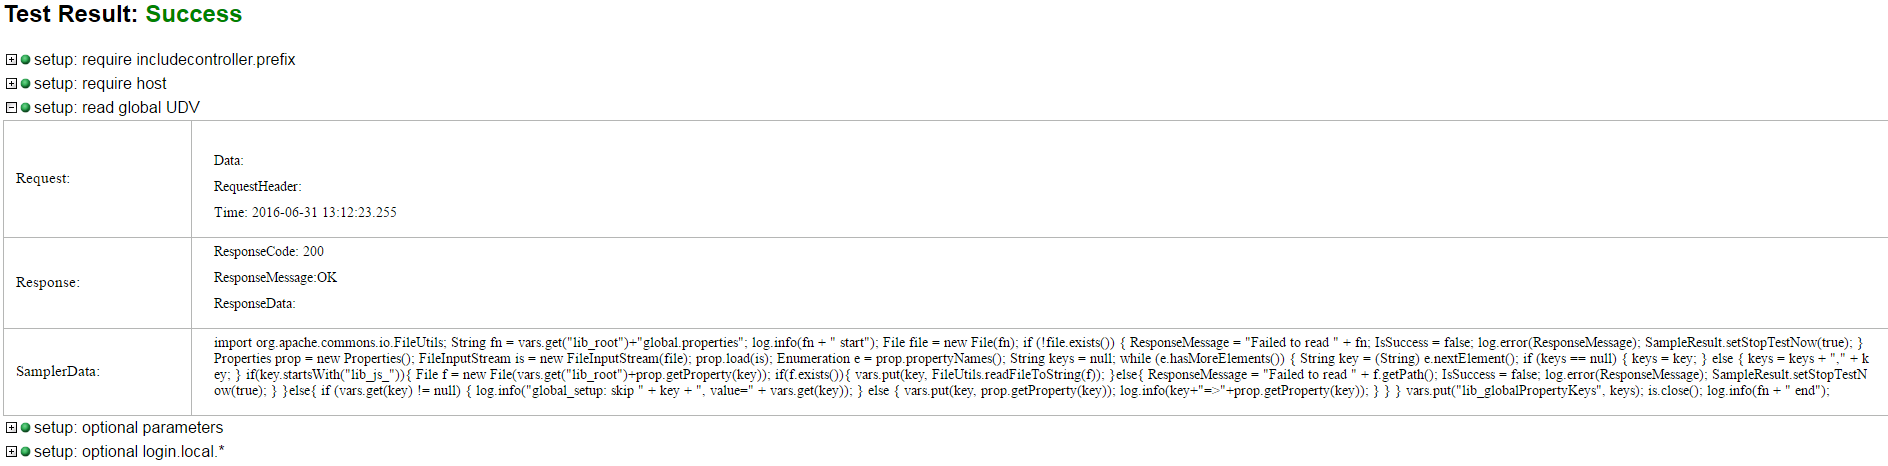 Test Result: Success
setup: require includecontroller.prefix
setup: require host
setup: read global UDV
Request:
Data:
RequestHeader:
Time: 2016-06-31 13:12:23.255
Response:
ResponseCode: 200
ResponseMessage:OK
ResponseData:
SamplerData:
import org.apache.commons.io.FileUtils; String fn = vars.get("lib_root")+"global.properties"; log.info(fn + " start"); File file = new File(fn); if (!file.exists()) { ResponseMessage = "Failed to read " + fn; IsSuccess = false; log.error(ResponseMessage); SampleResult.setStopTestNow(true); }
Properties prop = new Properties(); FileInputStream is = new FileInputStream(file); prop.load(is); Enumeration e = prop.propertyNames(); String keys = null; while (e.hasMoreElements()) { String key = (String) e.nextElement(); if (keys == null) { keys = key; } else { keys = keys + "," + k
ey; } if(key.startsWith("lib_js_")){ File f = new File(vars.get("lib_root")+prop.getProperty(key)); if(f.exists()){ vars.put(key, FileUtils.readFileToString(f)); }else{ ResponseMessage = "Failed to read " + f.getPath(); IsSuccess = false; log.error(ResponseMessage); SampleResult.setStopTestN
ow(true); } }else{ if (vars.get(key) != null) { log.info("global_setup: skip " + key + ", value=" + vars.get(key)); } else { vars.put(key, prop.getProperty(key)); log.info(key+"=>"+prop.getProperty(key)); } } } vars.put("lib_globalPropertyKeys", keys); is.close(); log.info(fn + " end");
setup: optional parameters
setup: optional login.local.*